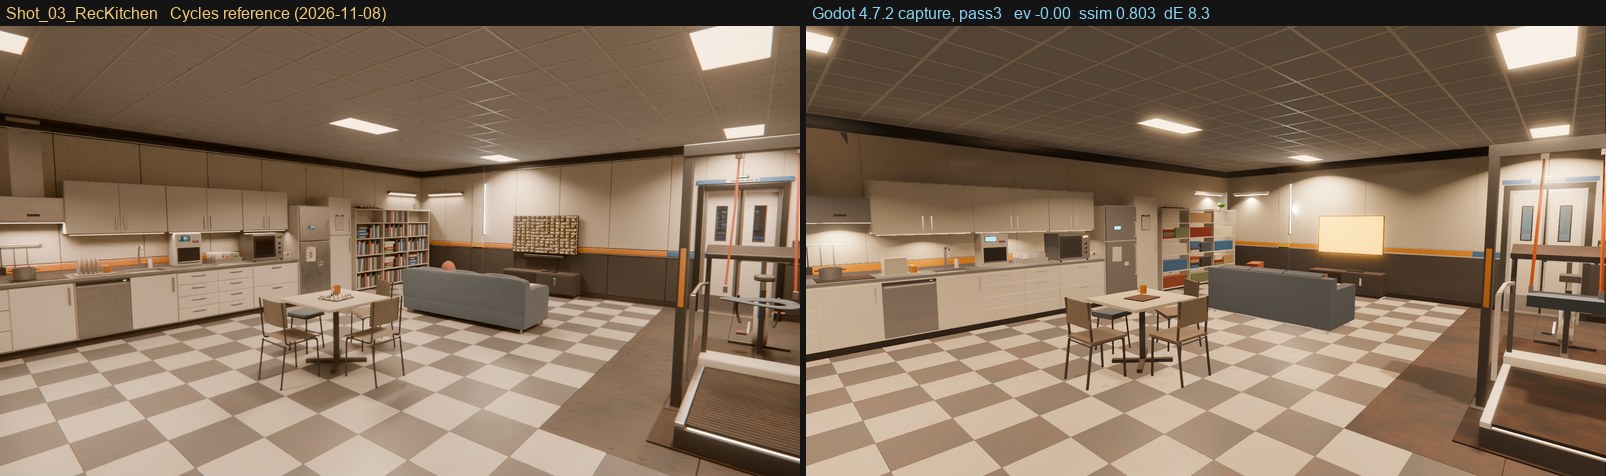 Shot_03_RecKitchen Cycles reference (2026-11-08)
Godot 4.7.2 capture, pass3 ev -0.00 ssim 0.803 dE 8.3